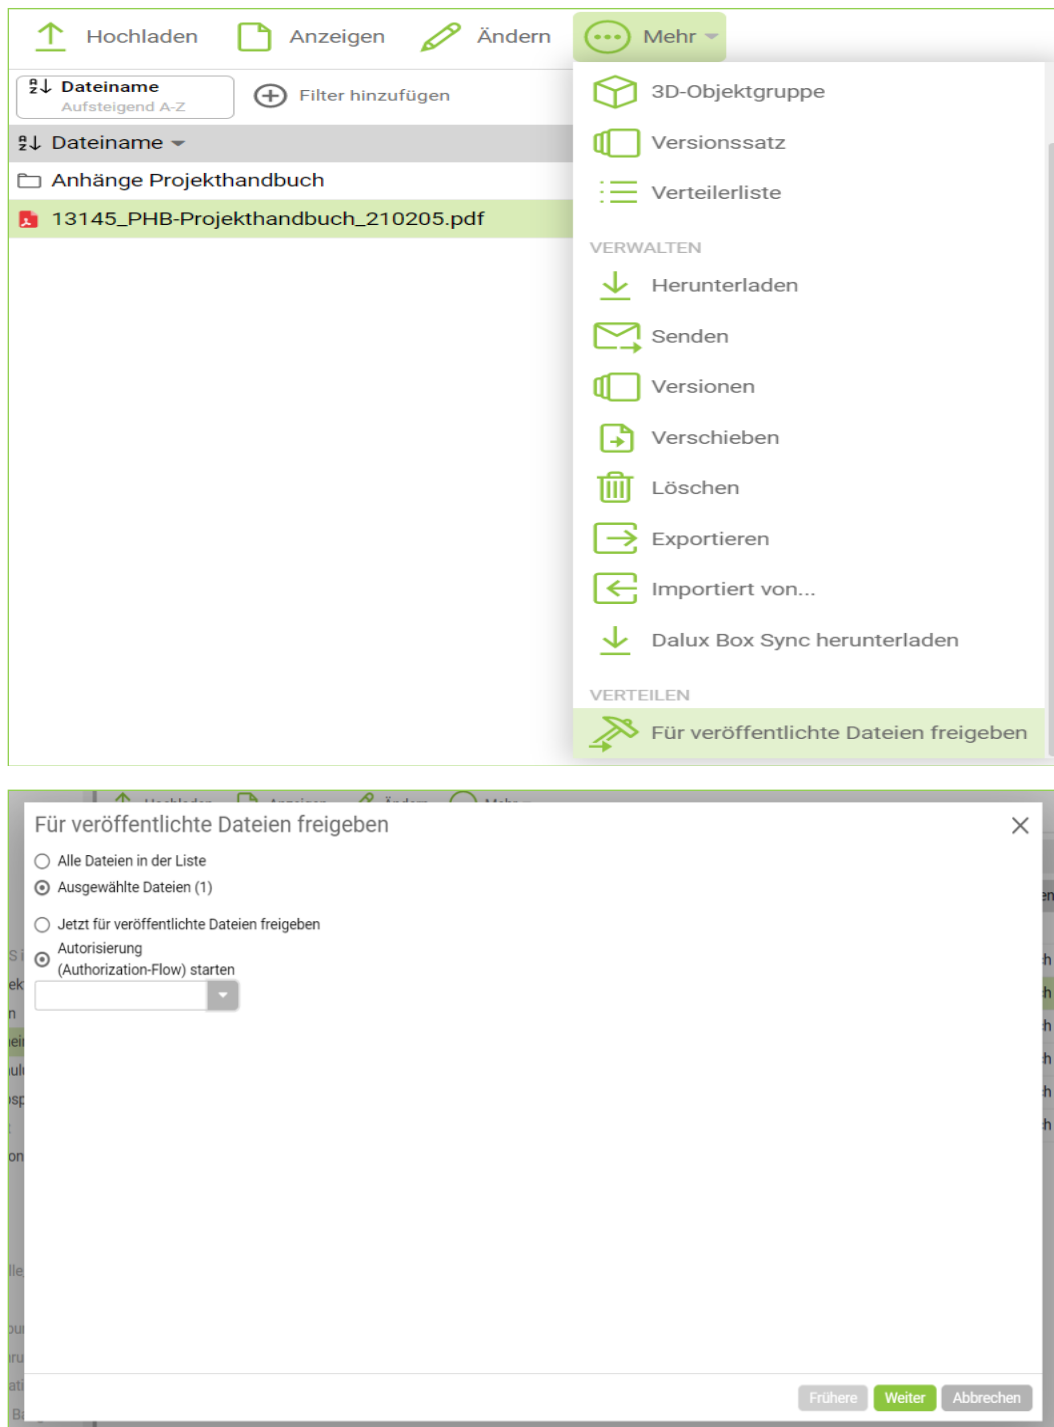 Hochladen Anzeigen Ändern Mehr
Dateiname
Aufsteigend A-Z
Filter hinzufügen
Dateiname
Anhänge Projekthandbuch
13145_PHB-Projekthandbuch_210205.pdf
3D-Objektgruppe
Versionssatz
Verteilerliste
VERWALTEN
Herunterladen
Senden
Versionen
Verschieben
Löschen
Exportieren
Importiert von...
Dalux Box Sync herunterladen
VERTEILEN
Für veröffentlichte Dateien freigeben
Für veröffentlichte Dateien freigeben
Alle Dateien in der Liste
Ausgewählte Dateien (1)
Jetzt für veröffentlichte Dateien freigeben
Autorisierung
(Authorization-Flow) starten
Frühere Weiter Abbrechen